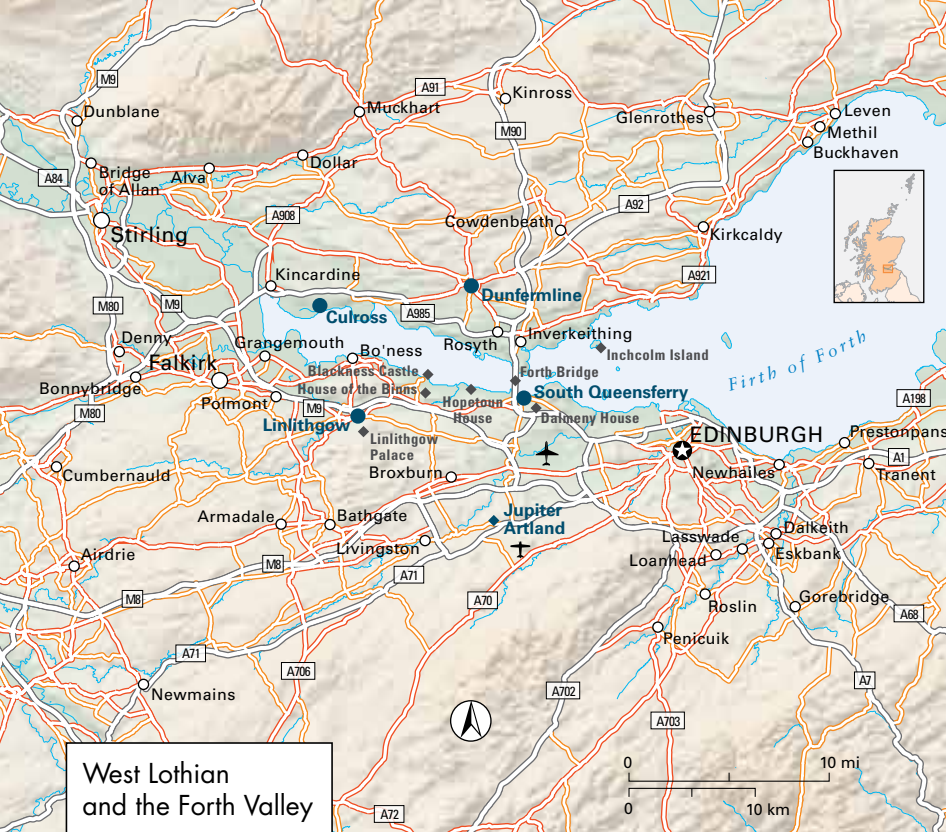 M9
A91
Kinross
Dunblane
Muckhart
Glenrothes
Leven
Methil
Buckhaven
M90
Bridge
of Allan
Alva
Dollar
A84
A908
Cowdenbeath
A92
Stirling
Kirkcaldy
Kincardine
A921
Dunfermline
M80
M9
Culross
A985
Rosyth
Inverkeithing
Inchcolm Island
Firth of Forth
Denny
Grangemouth
Falkirk
Bo'ness
Blackness Castle
House of the Binns
Forth Bridge
Bonnybridge
Polmont
Hopetoun
House
South Queensferry
Dalmeny House
A198
M80
M9
Linlithgow
Linlithgow
Palace
EDINBURGH
Prestonpans
A1
Cumbernauld
Broxburn
Newhailes
Tranent
Armadale
Bathgate
Jupiter
Artland
Livingston
Lasswade
Dalkeith
Loanhead
Eskbank
Airdrie
M8
A71
M8
A70
Roslin
Gorebridge
A68
Penicuik
A71
A706
Newmains
A702
A7
A703
West Lothian
and the Forth Valley
0
10 mi
0
10 km
A72